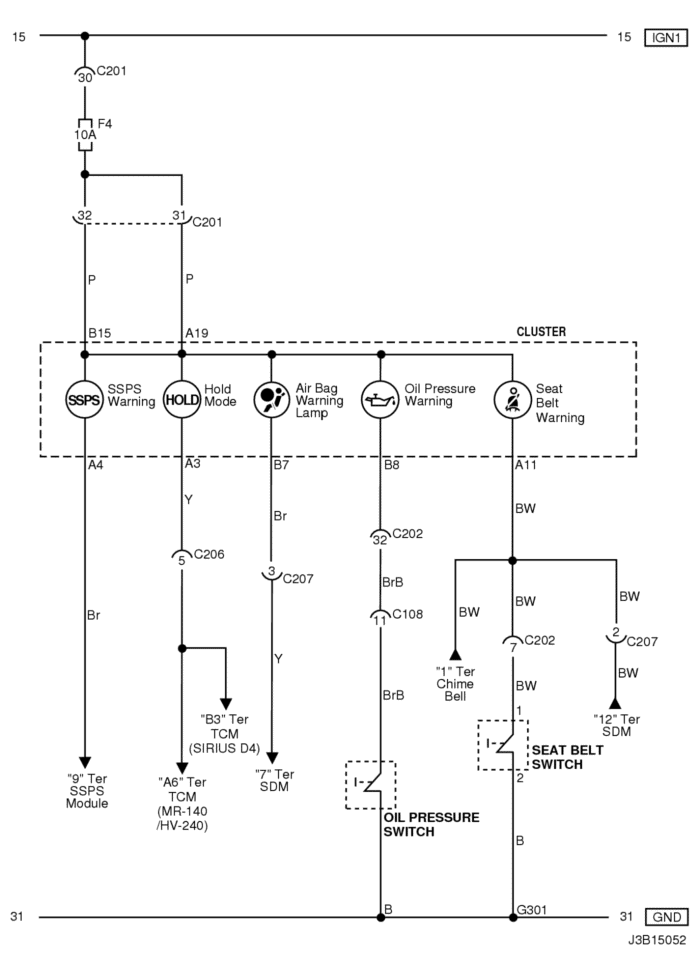 15
15 IGN1
C201
30
F4
10A
32
31
C201
P
P
B15
A19
CLUSTER
SSPS
SSPS
Warning
HOLD
Hold
Mode
Air Bag
Warning
Lamp
Oil Pressure
Warning
Seat
Belt
Warning
A4
A3
B7
B8
A11
Y
Br
BW
C202
32
C206
5
3
C207
BrB
BW
BW
BW
C108
11
Br
2
C207
C202
7
Y
BW
BW
BrB
"1" Ter
Chime
Bell
1
"B3" Ter
TCM
(SIRIUS D4)
"12" Ter
SDM
SEAT BELT
SWITCH
2
"9" Ter
SSPS
Module
"A6" Ter
TCM
(MR-140
/HV-240)
"7" Ter
SDM
OIL PRESSURE
SWITCH
B
B
G301
31
31 GND
J3B15052